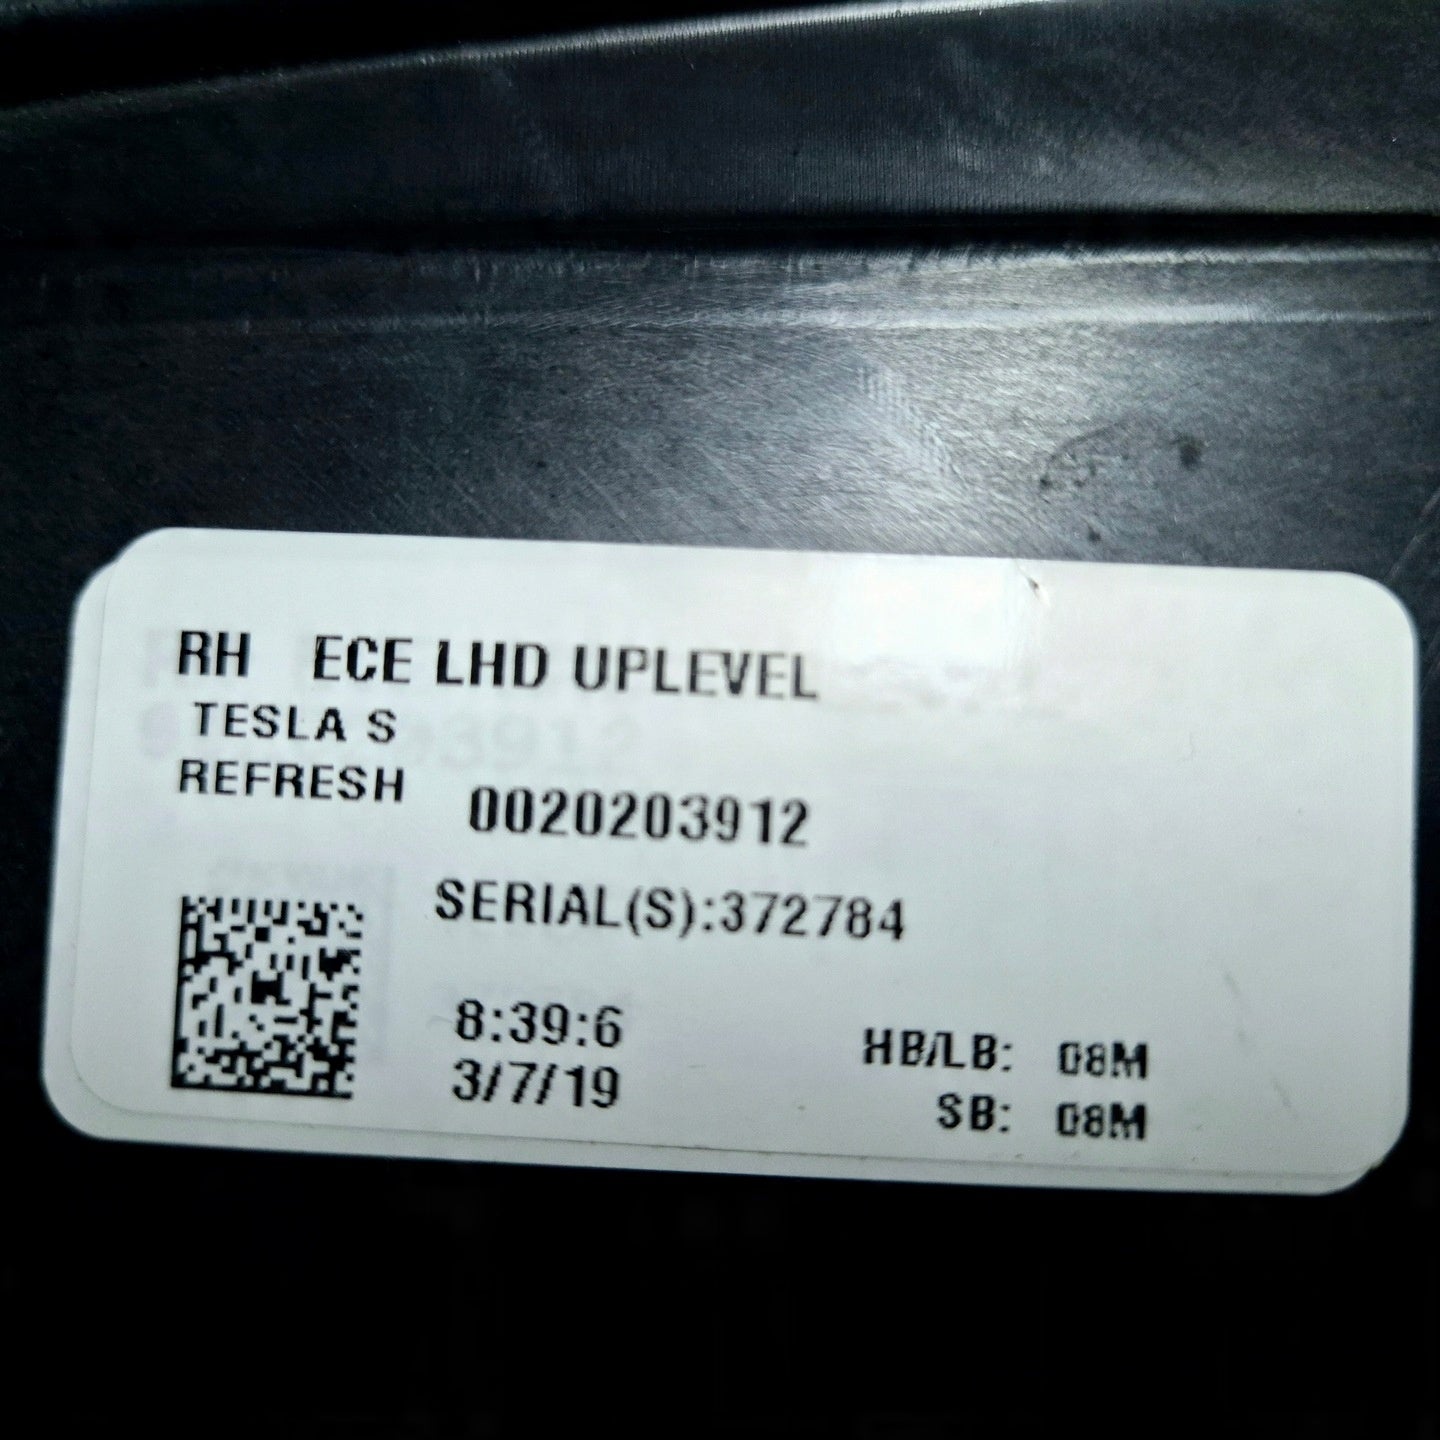 RH ECE LHD UPLEVEL
TESLA S
REFRESH
0020203912
SERIAL(S):372784
8:39:6
3/7/19
HB/LB: 08M
SB: 08M